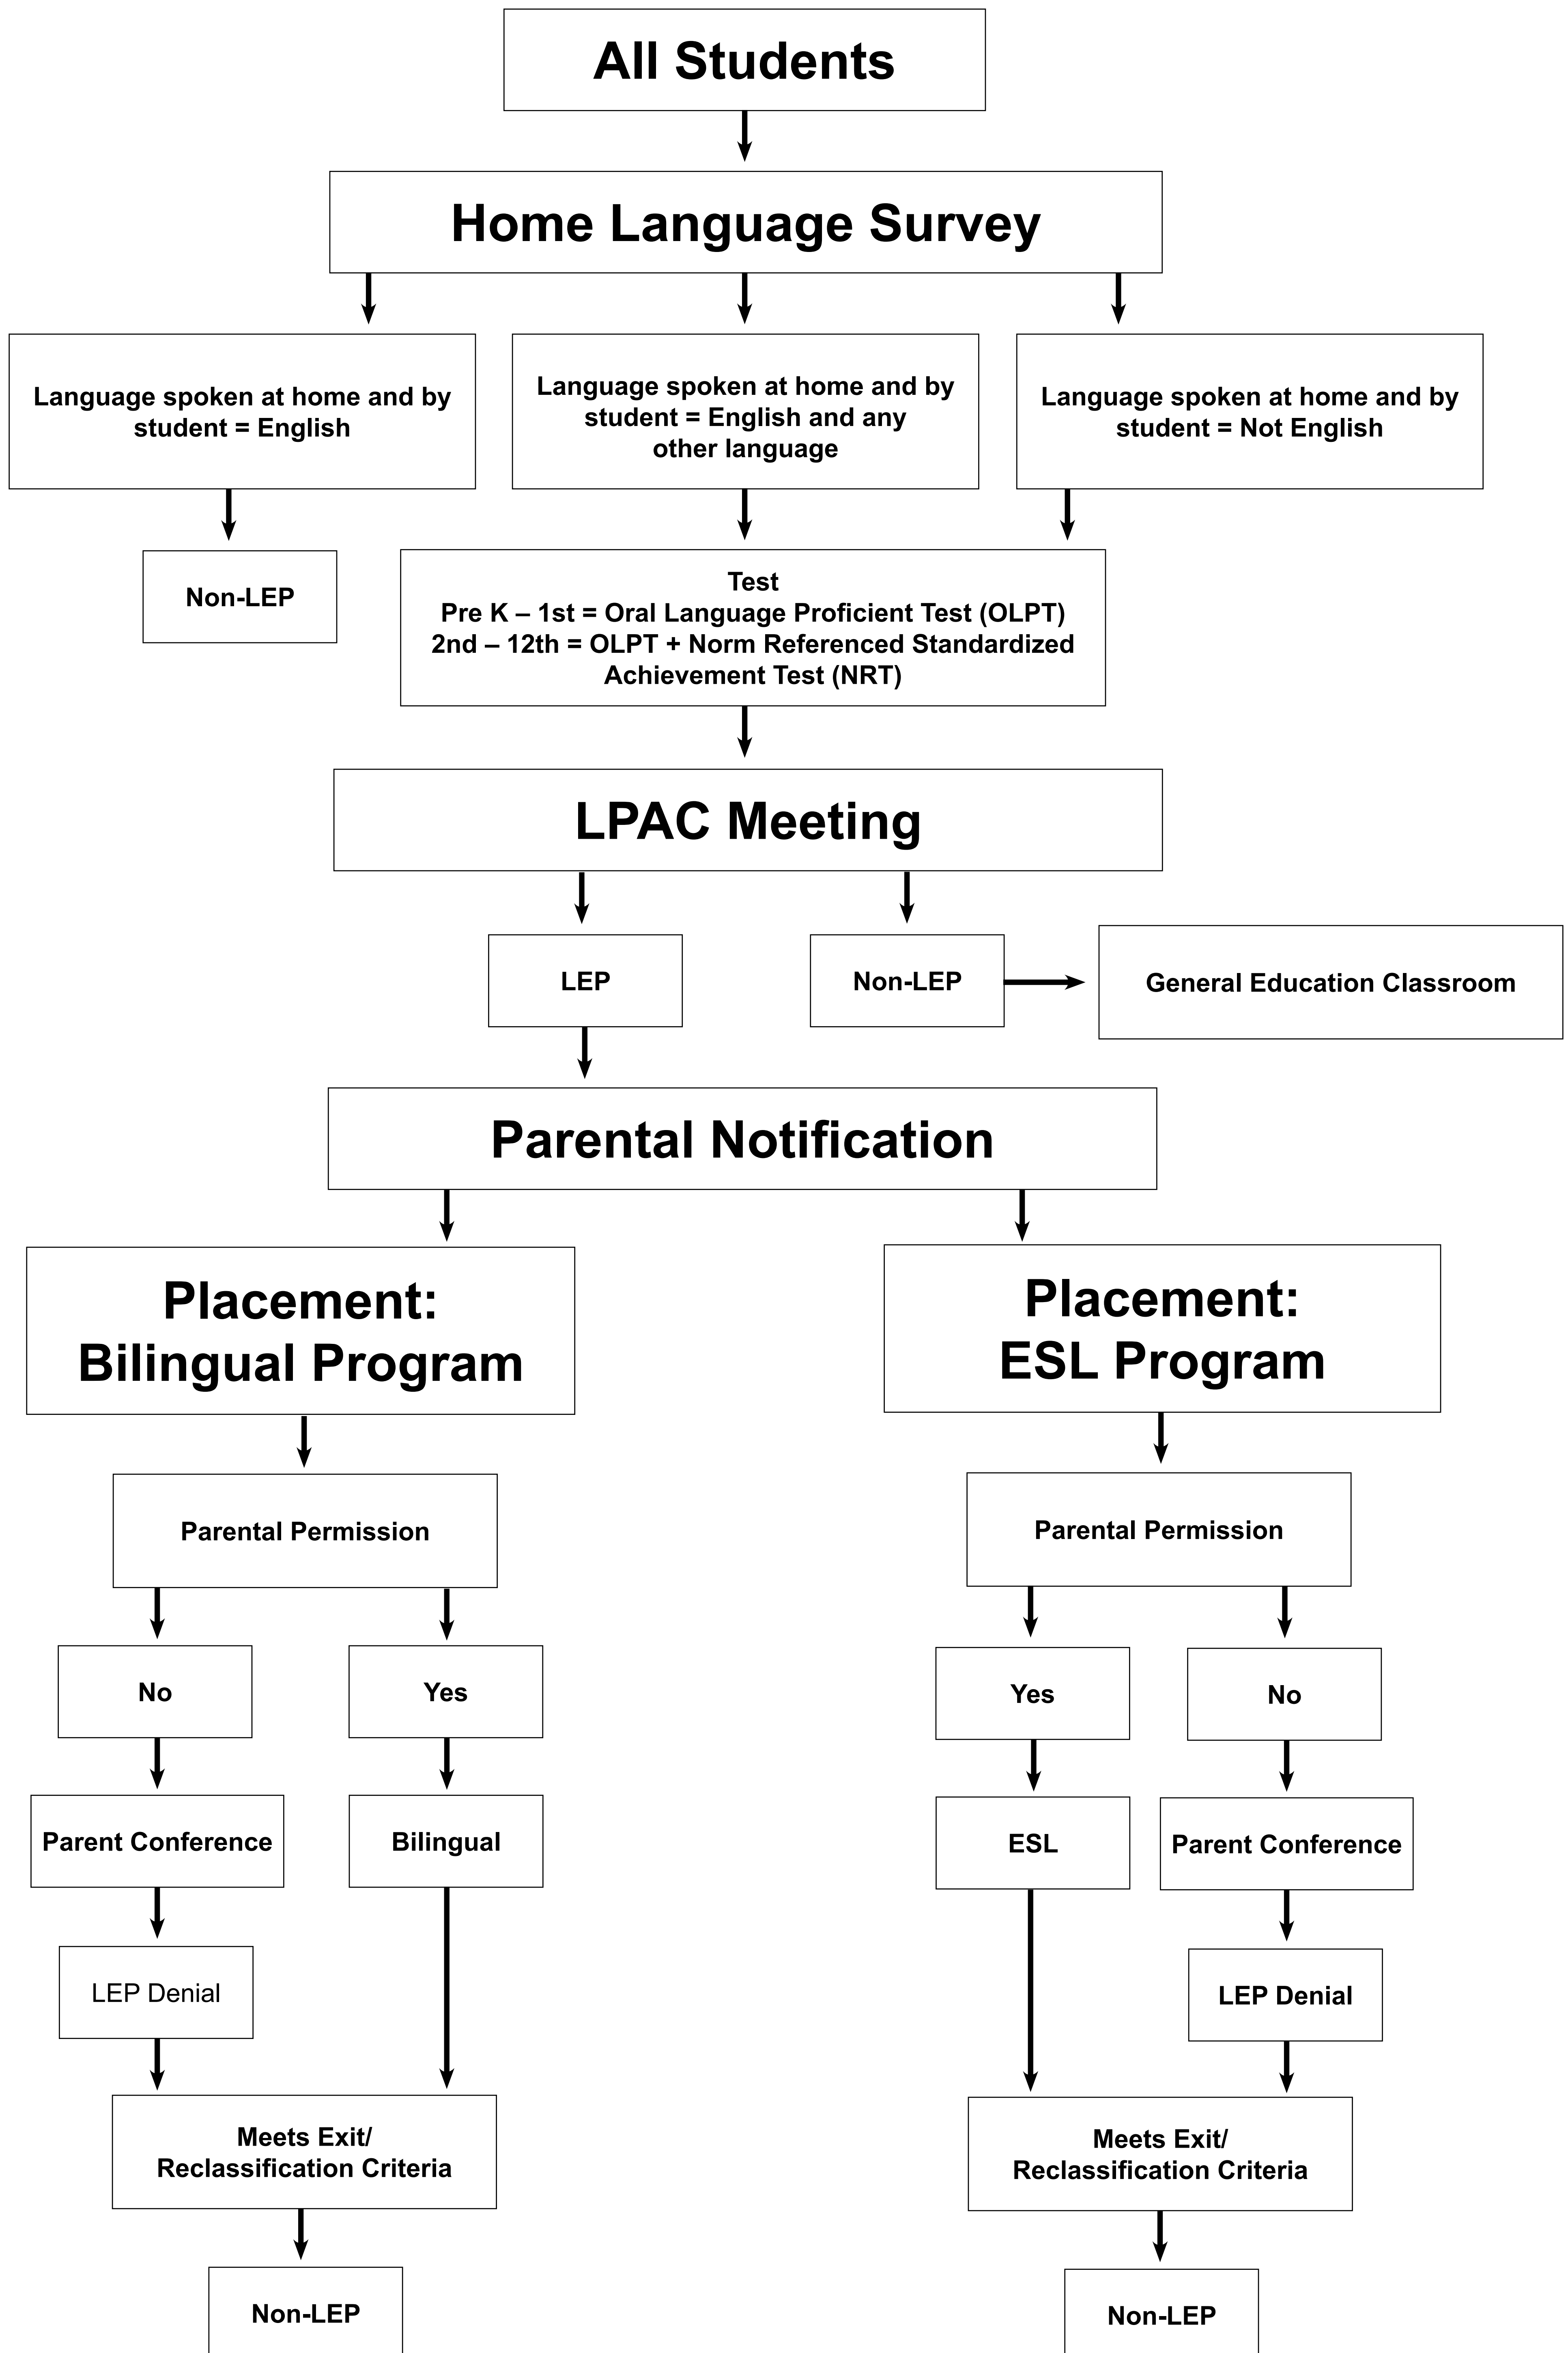 All Students
Home Language Survey
Language spoken at home and by
student = English
Language spoken at home and by
student = English and any
other language
Language spoken at home and by
student = Not English
Non-LEP
Test
Pre K – 1st = Oral Language Proficient Test (OLPT)
2nd – 12th = OLPT + Norm Referenced Standardized
Achievement Test (NRT)
LPAC Meeting
LEP
Non-LEP
General Education Classroom
Parental Notification
Placement:
Bilingual Program
Placement:
ESL Program
Parental Permission
Parental Permission
No
Yes
Yes
No
Parent Conference
Bilingual
ESL
Parent Conference
LEP Denial
LEP Denial
Meets Exit/
Reclassification Criteria
Meets Exit/
Reclassification Criteria
Non-LEP
Non-LEP